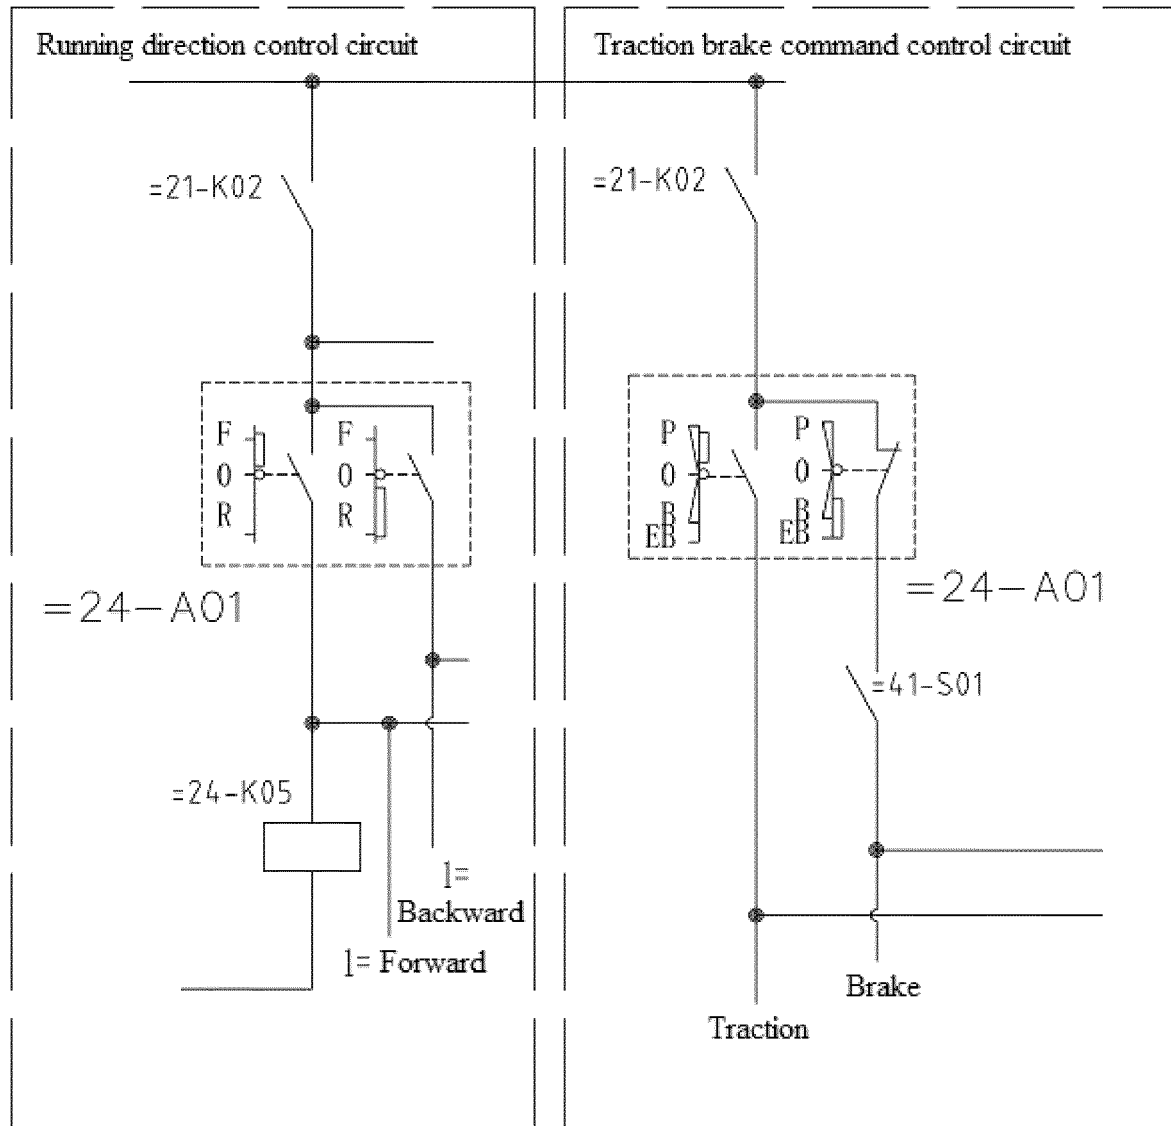 Running direction control circuit
Traction brake command control circuit
=21-K02
=21-K02
F
0
R
F
0
R
P
0
B
EB
P
0
B
EB
=24-A01
=24-A01
=41-S01
=24-K05
1=
Backward
1= Forward
Brake
Traction